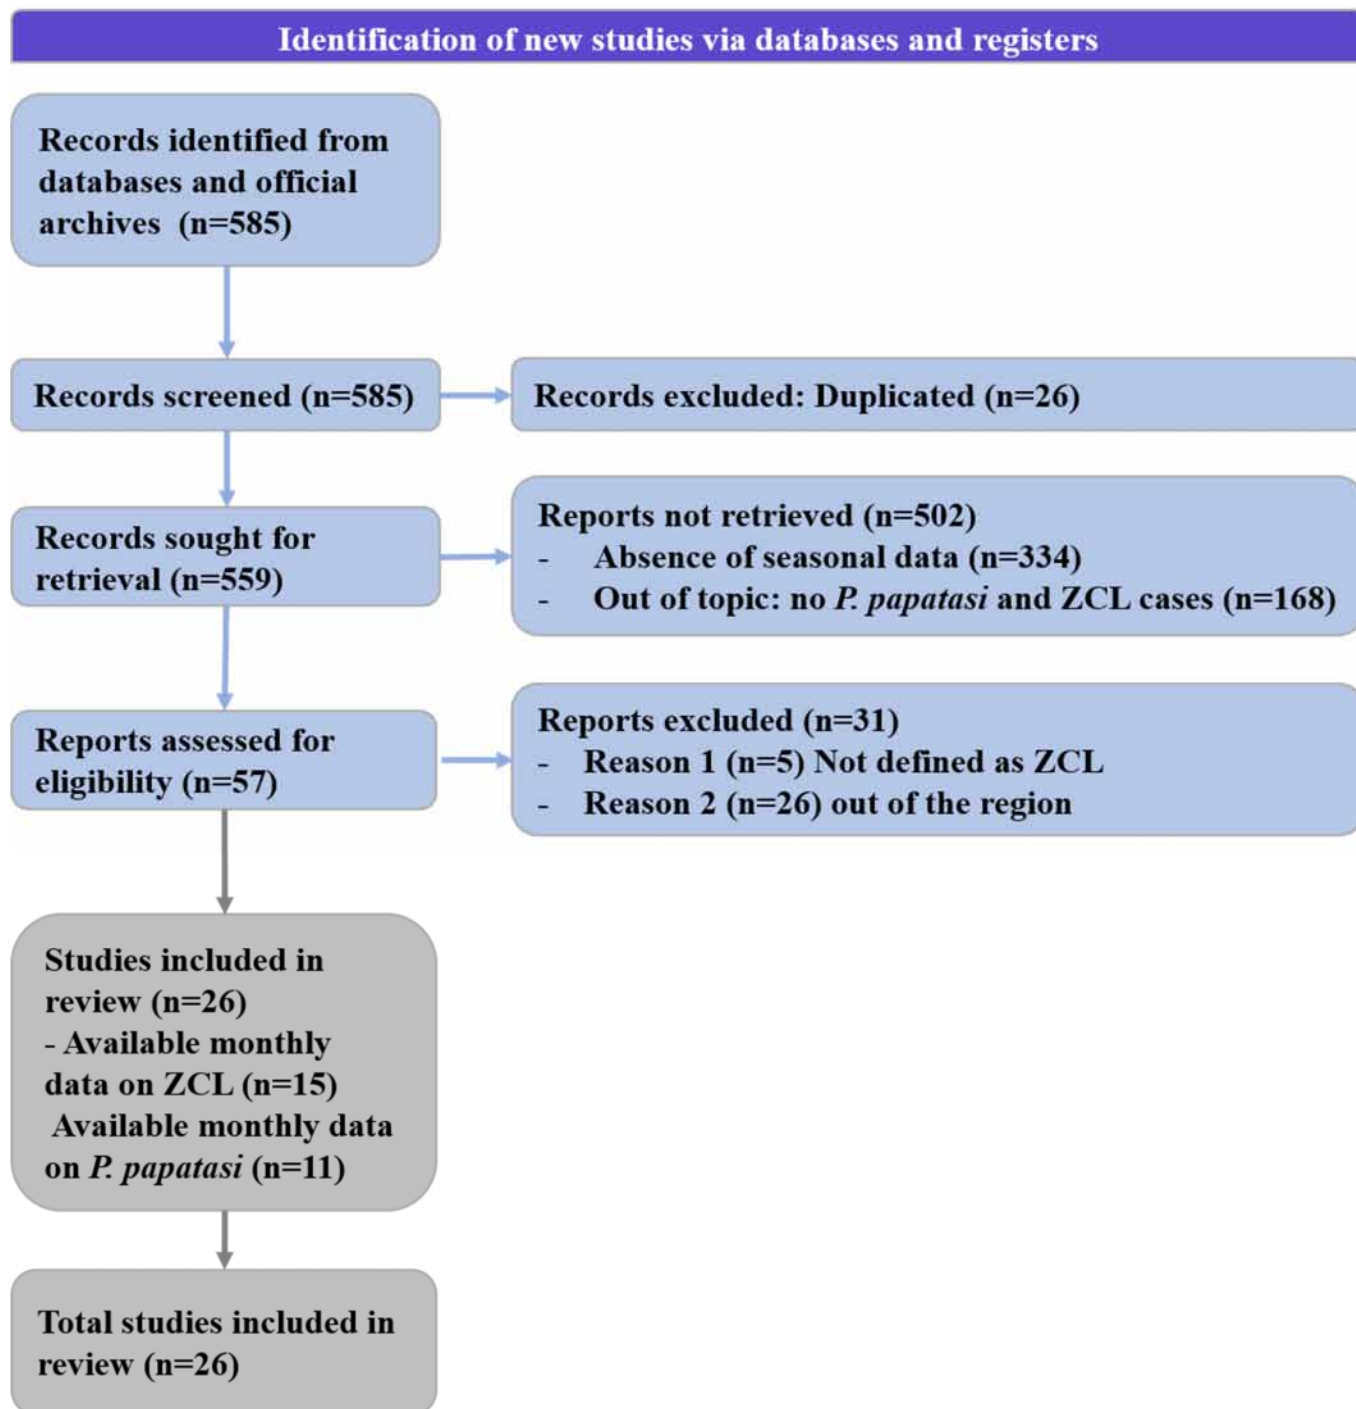 Identification of new studies via databases and registers
Records identified from
databases and official
archives (n=585)
Records screened (n=585)
Records excluded: Duplicated (n=26)
Records sought for
retrieval (n=559)
Reports not retrieved (n=502)
- Absence of seasonal data (n=334)
- Out of topic: no P. papatasi and ZCL cases (n=168)
Reports assessed for
eligibility (n=57)
Reports excluded (n=31)
- Reason 1 (n=5) Not defined as ZCL
- Reason 2 (n=26) out of the region
Studies included in
review (n=26)
- Available monthly
data on ZCL (n=15)
Available monthly data
on P. papatasi (n=11)
Total studies included in
review (n=26)